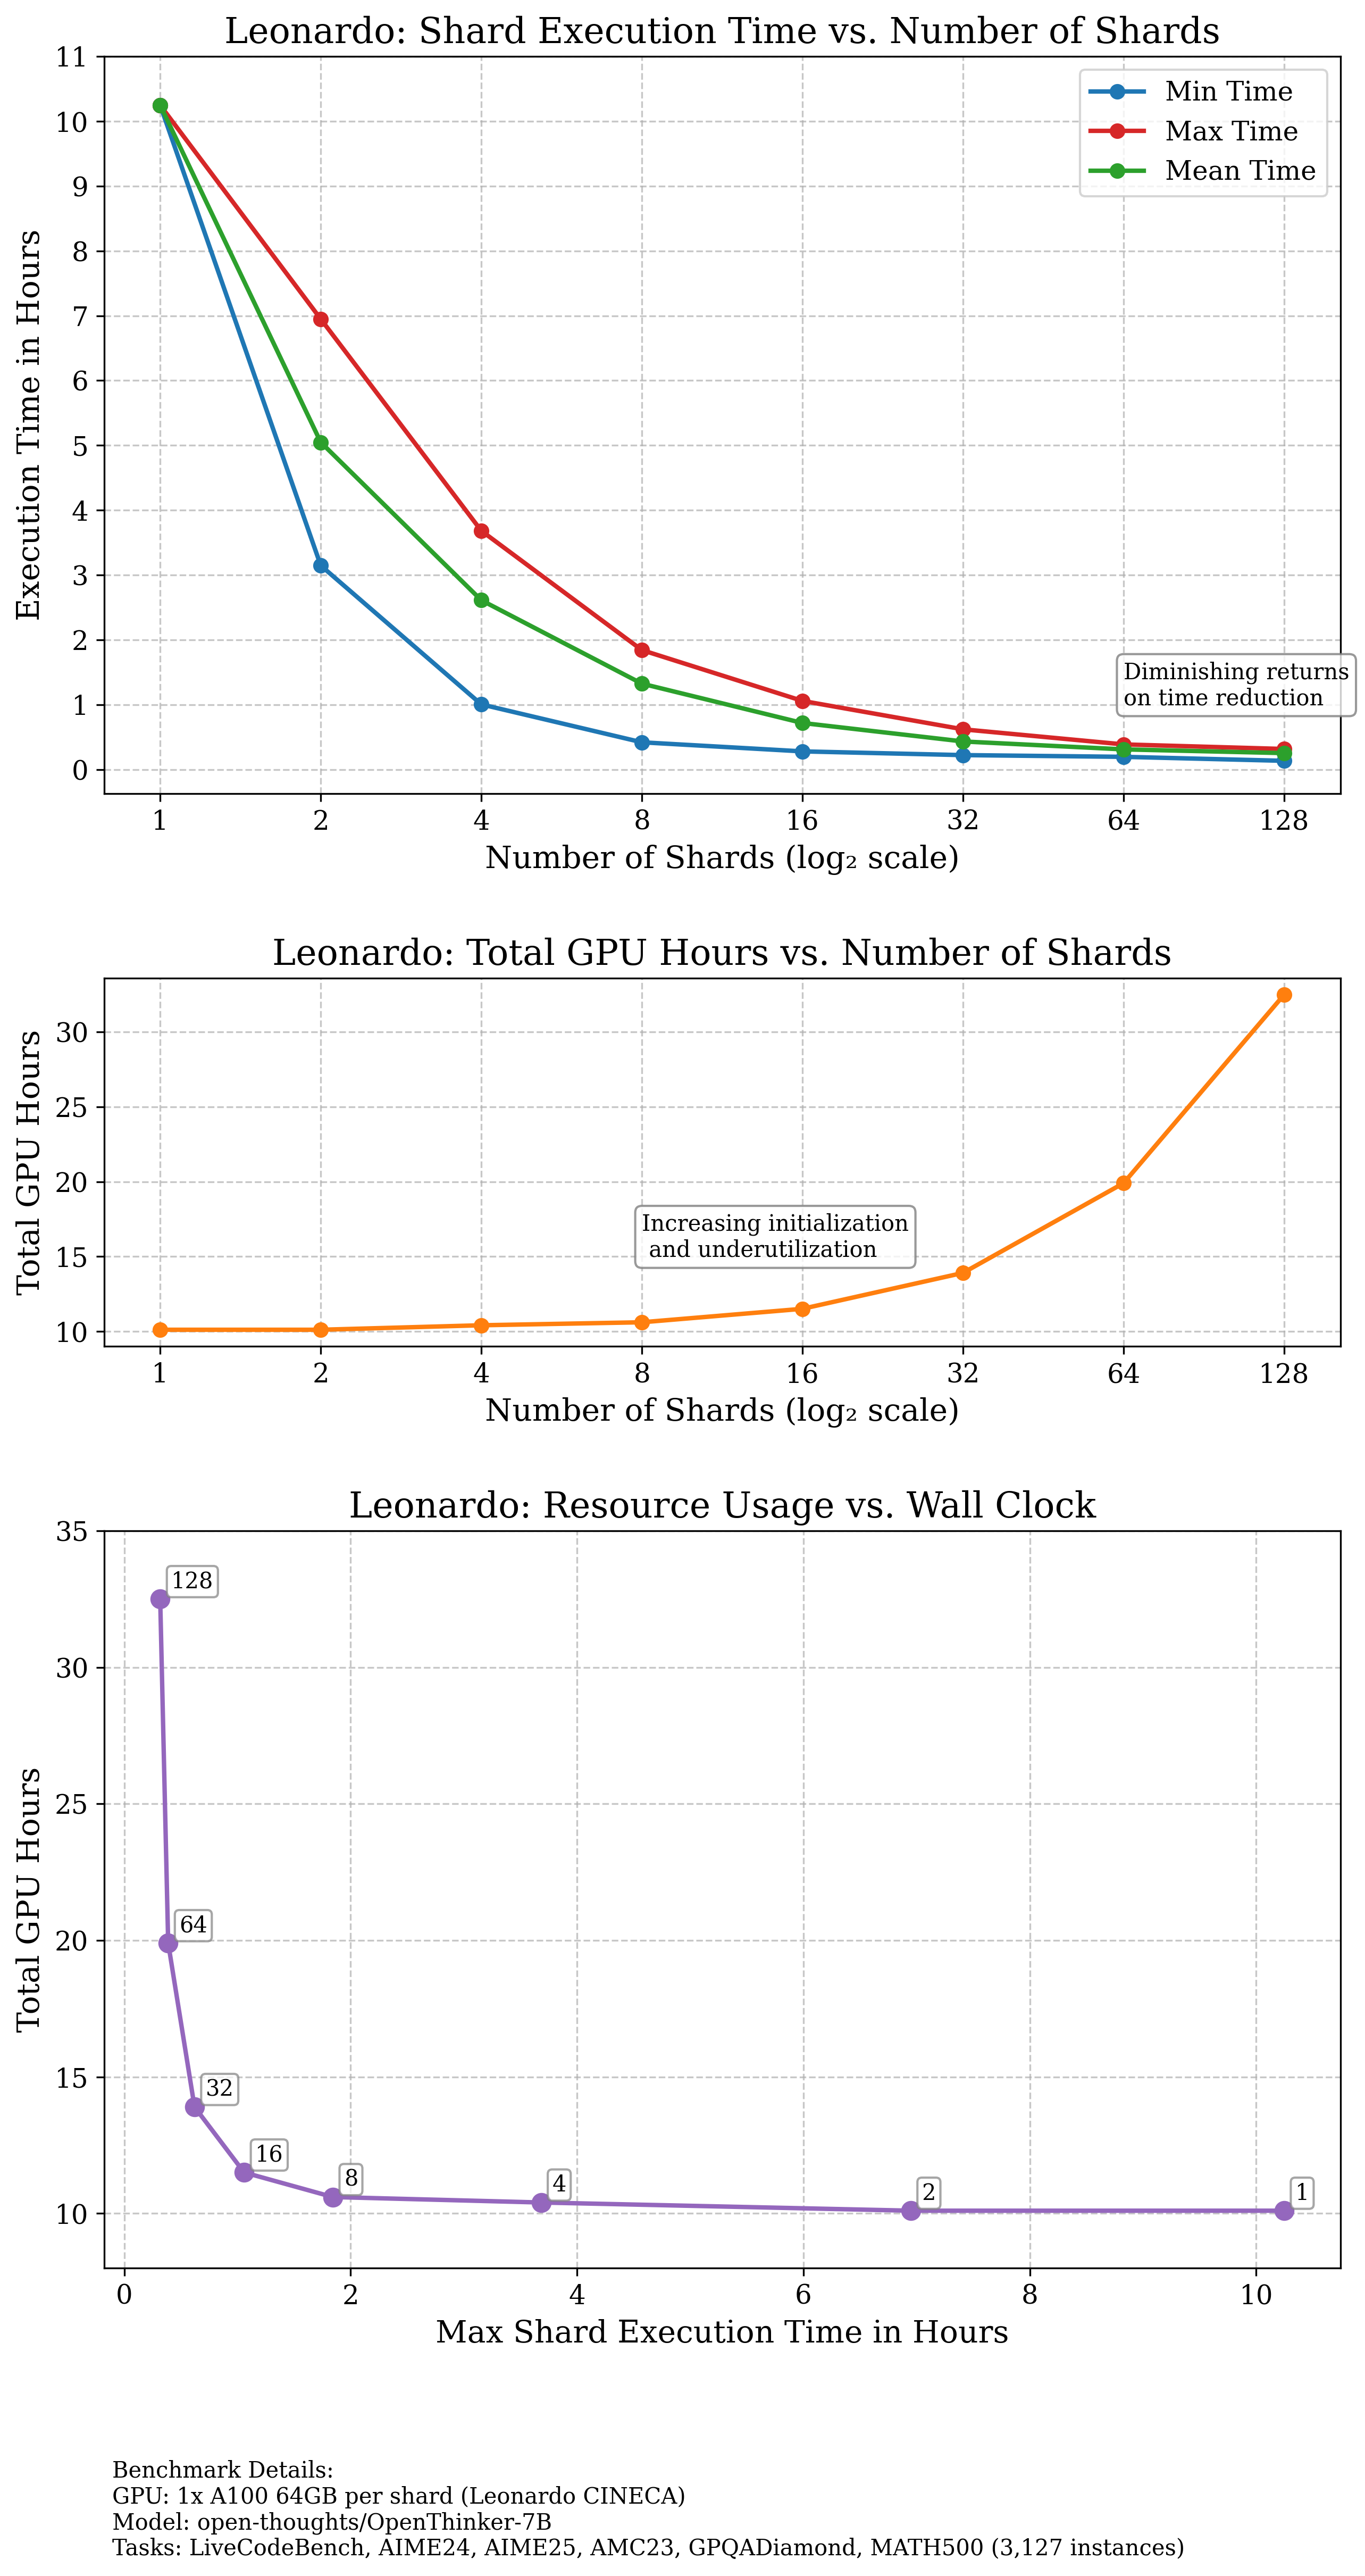 Leonardo: Shard Execution Time vs. Number of Shards
11
10
9
8
7
6
5
4
3
2
1
0
Execution Time in Hours
Min Time
Max Time
Mean Time
Diminishing returns
on time reduction
1 2 4 8 16 32 64 128
Number of Shards (log₂ scale)
Leonardo: Total GPU Hours vs. Number of Shards
30
25
20
15
10
Total GPU Hours
Increasing initialization
and underutilization
1 2 4 8 16 32 64 128
Number of Shards (log₂ scale)
Leonardo: Resource Usage vs. Wall Clock
35
30
25
20
15
10
Total GPU Hours
128
64
32
16
8
4
2
1
0 2 4 6 8 10
Max Shard Execution Time in Hours
Benchmark Details:
GPU: 1x A100 64GB per shard (Leonardo CINECA)
Model: open-thoughts/OpenThinker-7B
Tasks: LiveCodeBench, AIME24, AIME25, AMC23, GPQADiamond, MATH500 (3,127 instances)